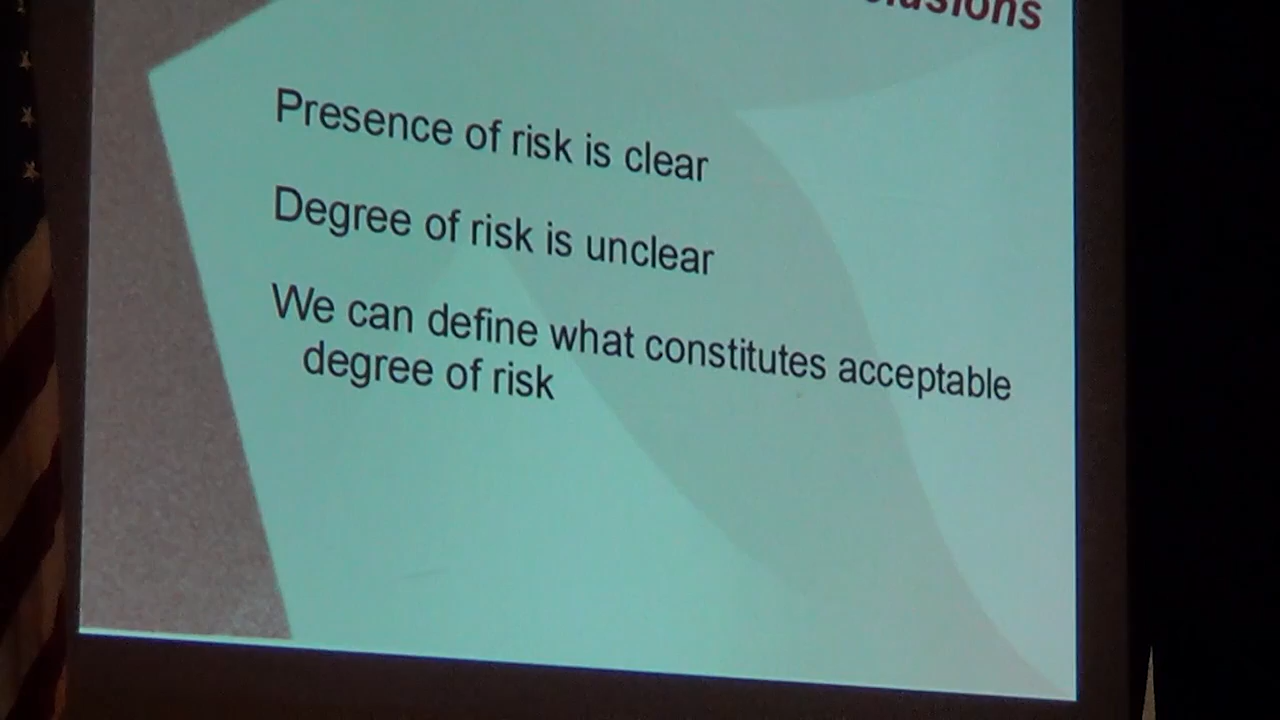 Presence of risk is clear
Degree of risk is unclear
We can define what constitutes acceptable
degree of risk